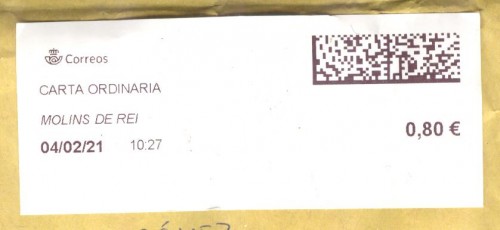 Correos
CARTA ORDINARIA
MOLINS DE REI
0,80 €
04/02/21 10:27